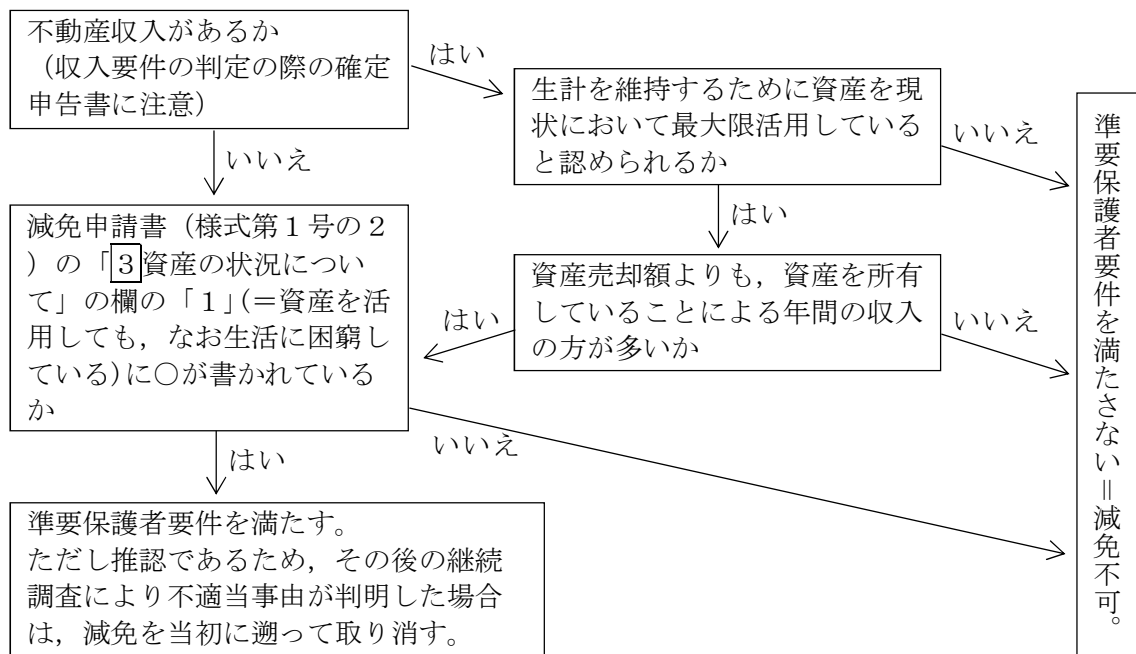 不動産収入があるか
（収入要件の判定の際の確定
申告書に注意）
はい
いいえ
生計を維持するために資産を現
状において最大限活用している
と認められるか
いいえ
はい
資産売却額よりも，資産を所有
していることによる年間の収入
の方が多いか
はい
いいえ
減免申請書（様式第１号の２
）の「３資産の状況につい
て」の欄の「１」(＝資産を活
用しても，なお生活に困窮し
ている)に○が書かれている
か
いいえ
はい
準要保護者要件を満たす。
ただし推認であるため，その後の継続
調査により不適当事由が判明した場合
は，減免を当初に遡って取り消す。
準要保護者要件を満たさない＝減免不可。